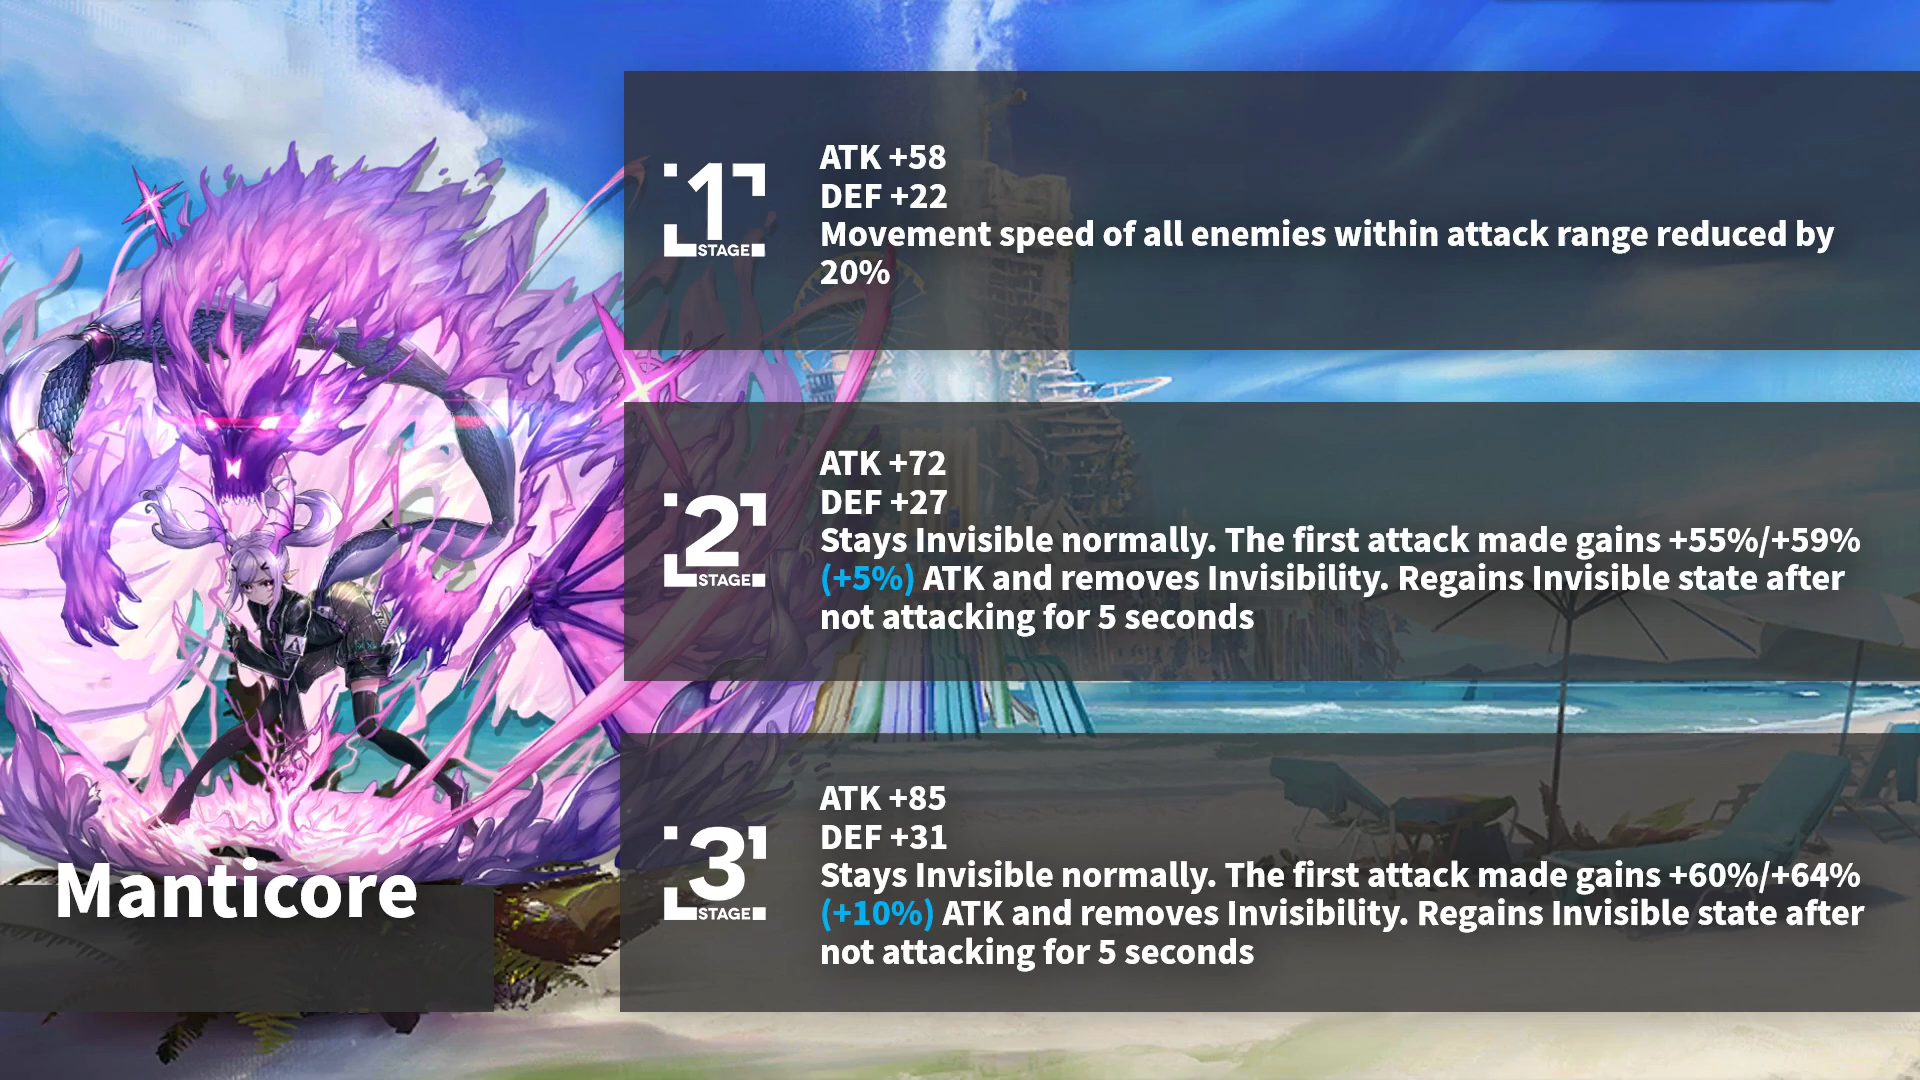 1
STAGE
ATK +58
DEF +22
Movement speed of all enemies within attack range reduced by
20%
2
STAGE
ATK +72
DEF +27
Stays Invisible normally. The first attack made gains +55%/+59%
(+5%) ATK and removes Invisibility. Regains Invisible state after
not attacking for 5 seconds
3
STAGE
ATK +85
DEF +31
Stays Invisible normally. The first attack made gains +60%/+64%
(+10%) ATK and removes Invisibility. Regains Invisible state after
not attacking for 5 seconds
Manticore